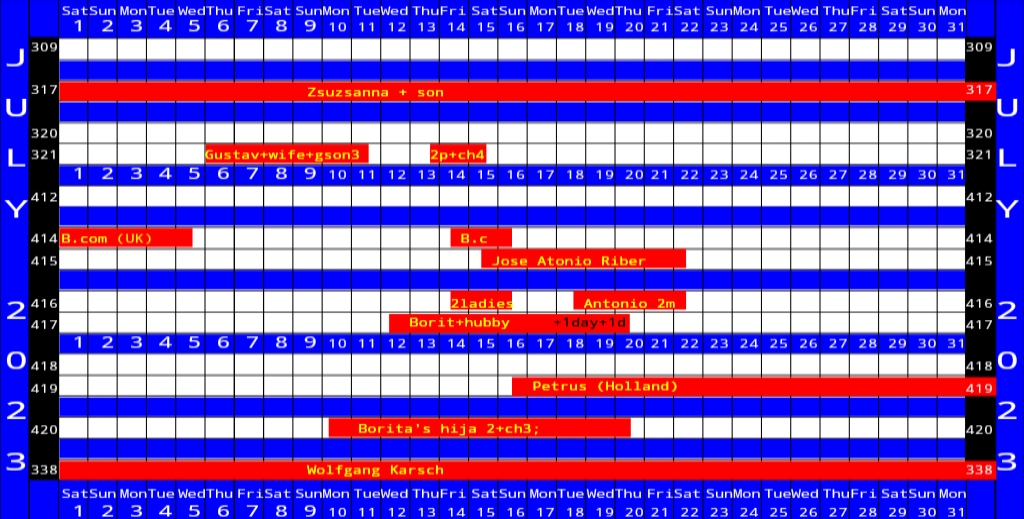 Sat Sun Mon Tue Wed Thu Fri Sat Sun Mon Tue Wed Thu Fri Sat Sun Mon Tue Wed Thu Fri Sat Sun Mon Tue Wed Thu Fri Sat Sun Mon
1 2 3 4 5 6 7 8 9 10 11 12 13 14 15 16 17 18 19 20 21 22 23 24 25 26 27 28 29 30 31
JULY 2023
309 309
317 Zsuzsanna + son 317
320 320
321 Gustav+wife+gson3 2p+ch4 321
1 2 3 4 5 6 7 8 9 10 11 12 13 14 15 16 17 18 19 20 21 22 23 24 25 26 27 28 29 30 31
412 412
414 B.com (UK) B.c 414
415 Jose Atonio Riber 415
416 2ladies Antonio 2m 416
417 Borit+hubby +1day+1d 417
1 2 3 4 5 6 7 8 9 10 11 12 13 14 15 16 17 18 19 20 21 22 23 24 25 26 27 28 29 30 31
418 418
419 Petrus (Holland) 419
420 Borita's hija 2+ch3; 420
338 Wolfgang Karsch 338
JULY 2023
Sat Sun Mon Tue Wed Thu Fri Sat Sun Mon Tue Wed Thu Fri Sat Sun Mon Tue Wed Thu Fri Sat Sun Mon Tue Wed Thu Fri Sat Sun Mon
1 2 3 4 5 6 7 8 9 10 11 12 13 14 15 16 17 18 19 20 21 22 23 24 25 26 27 28 29 30 31